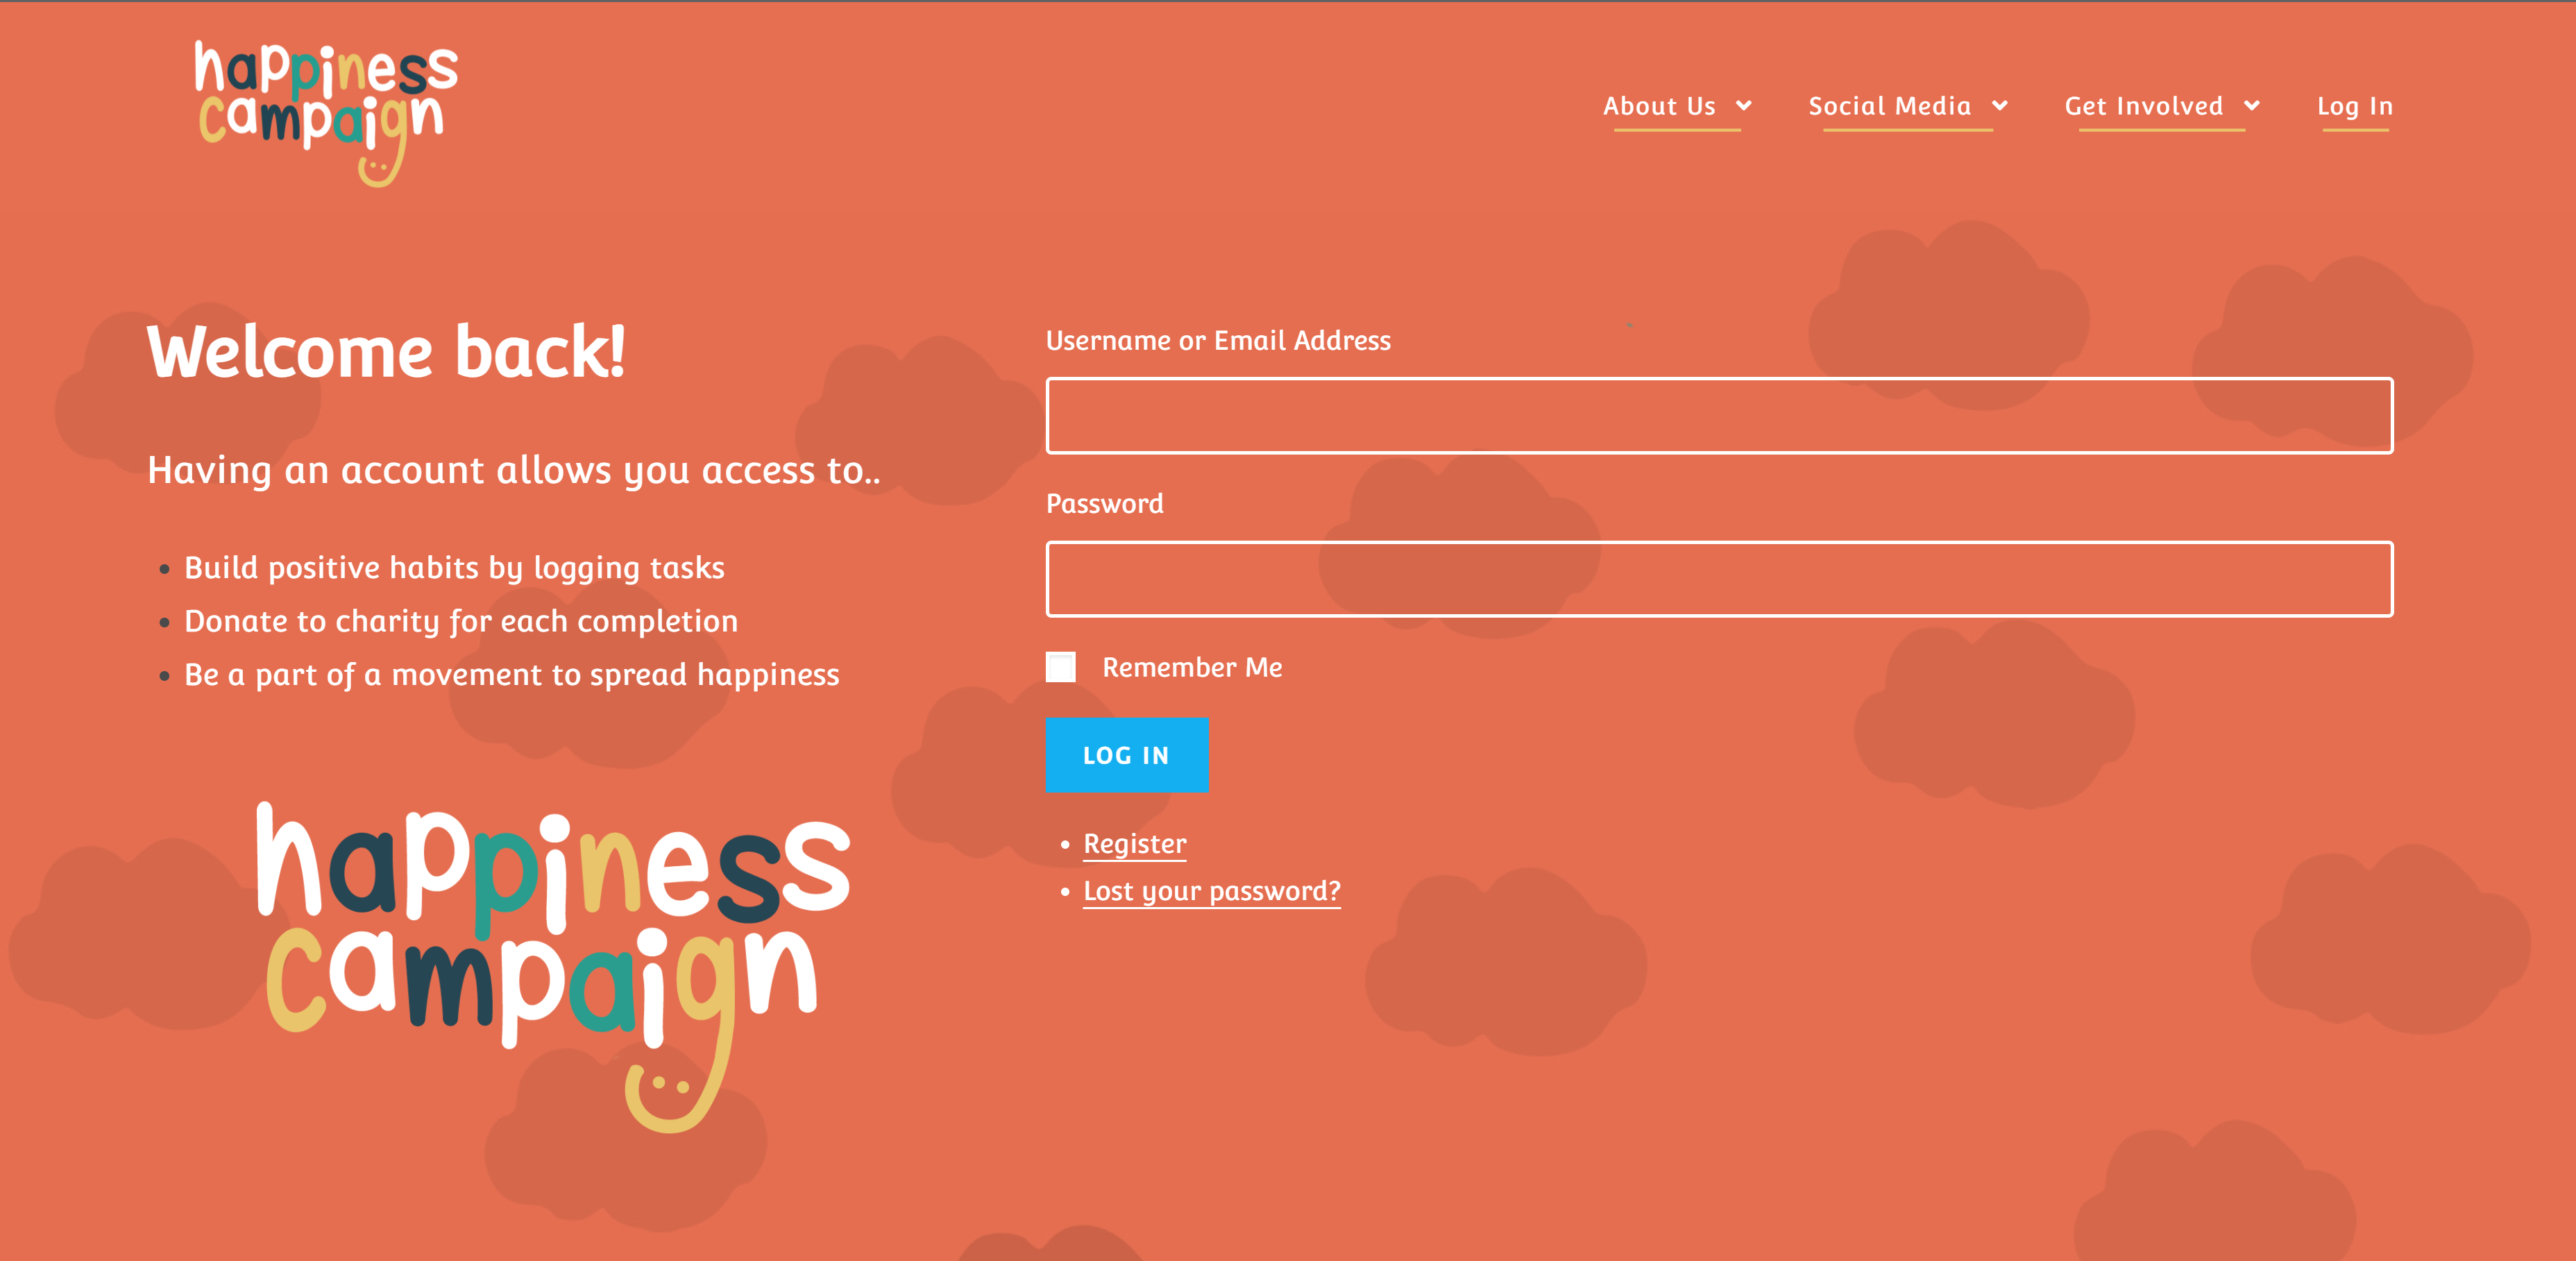 happiness
campaign
About Us
Social Media
Get Involved
Log In
Welcome back!
Having an account allows you access to..
Build positive habits by logging tasks
Donate to charity for each completion
Be a part of a movement to spread happiness
happiness
campaign
Username or Email Address
Password
Remember Me
LOG IN
Register
Lost your password?